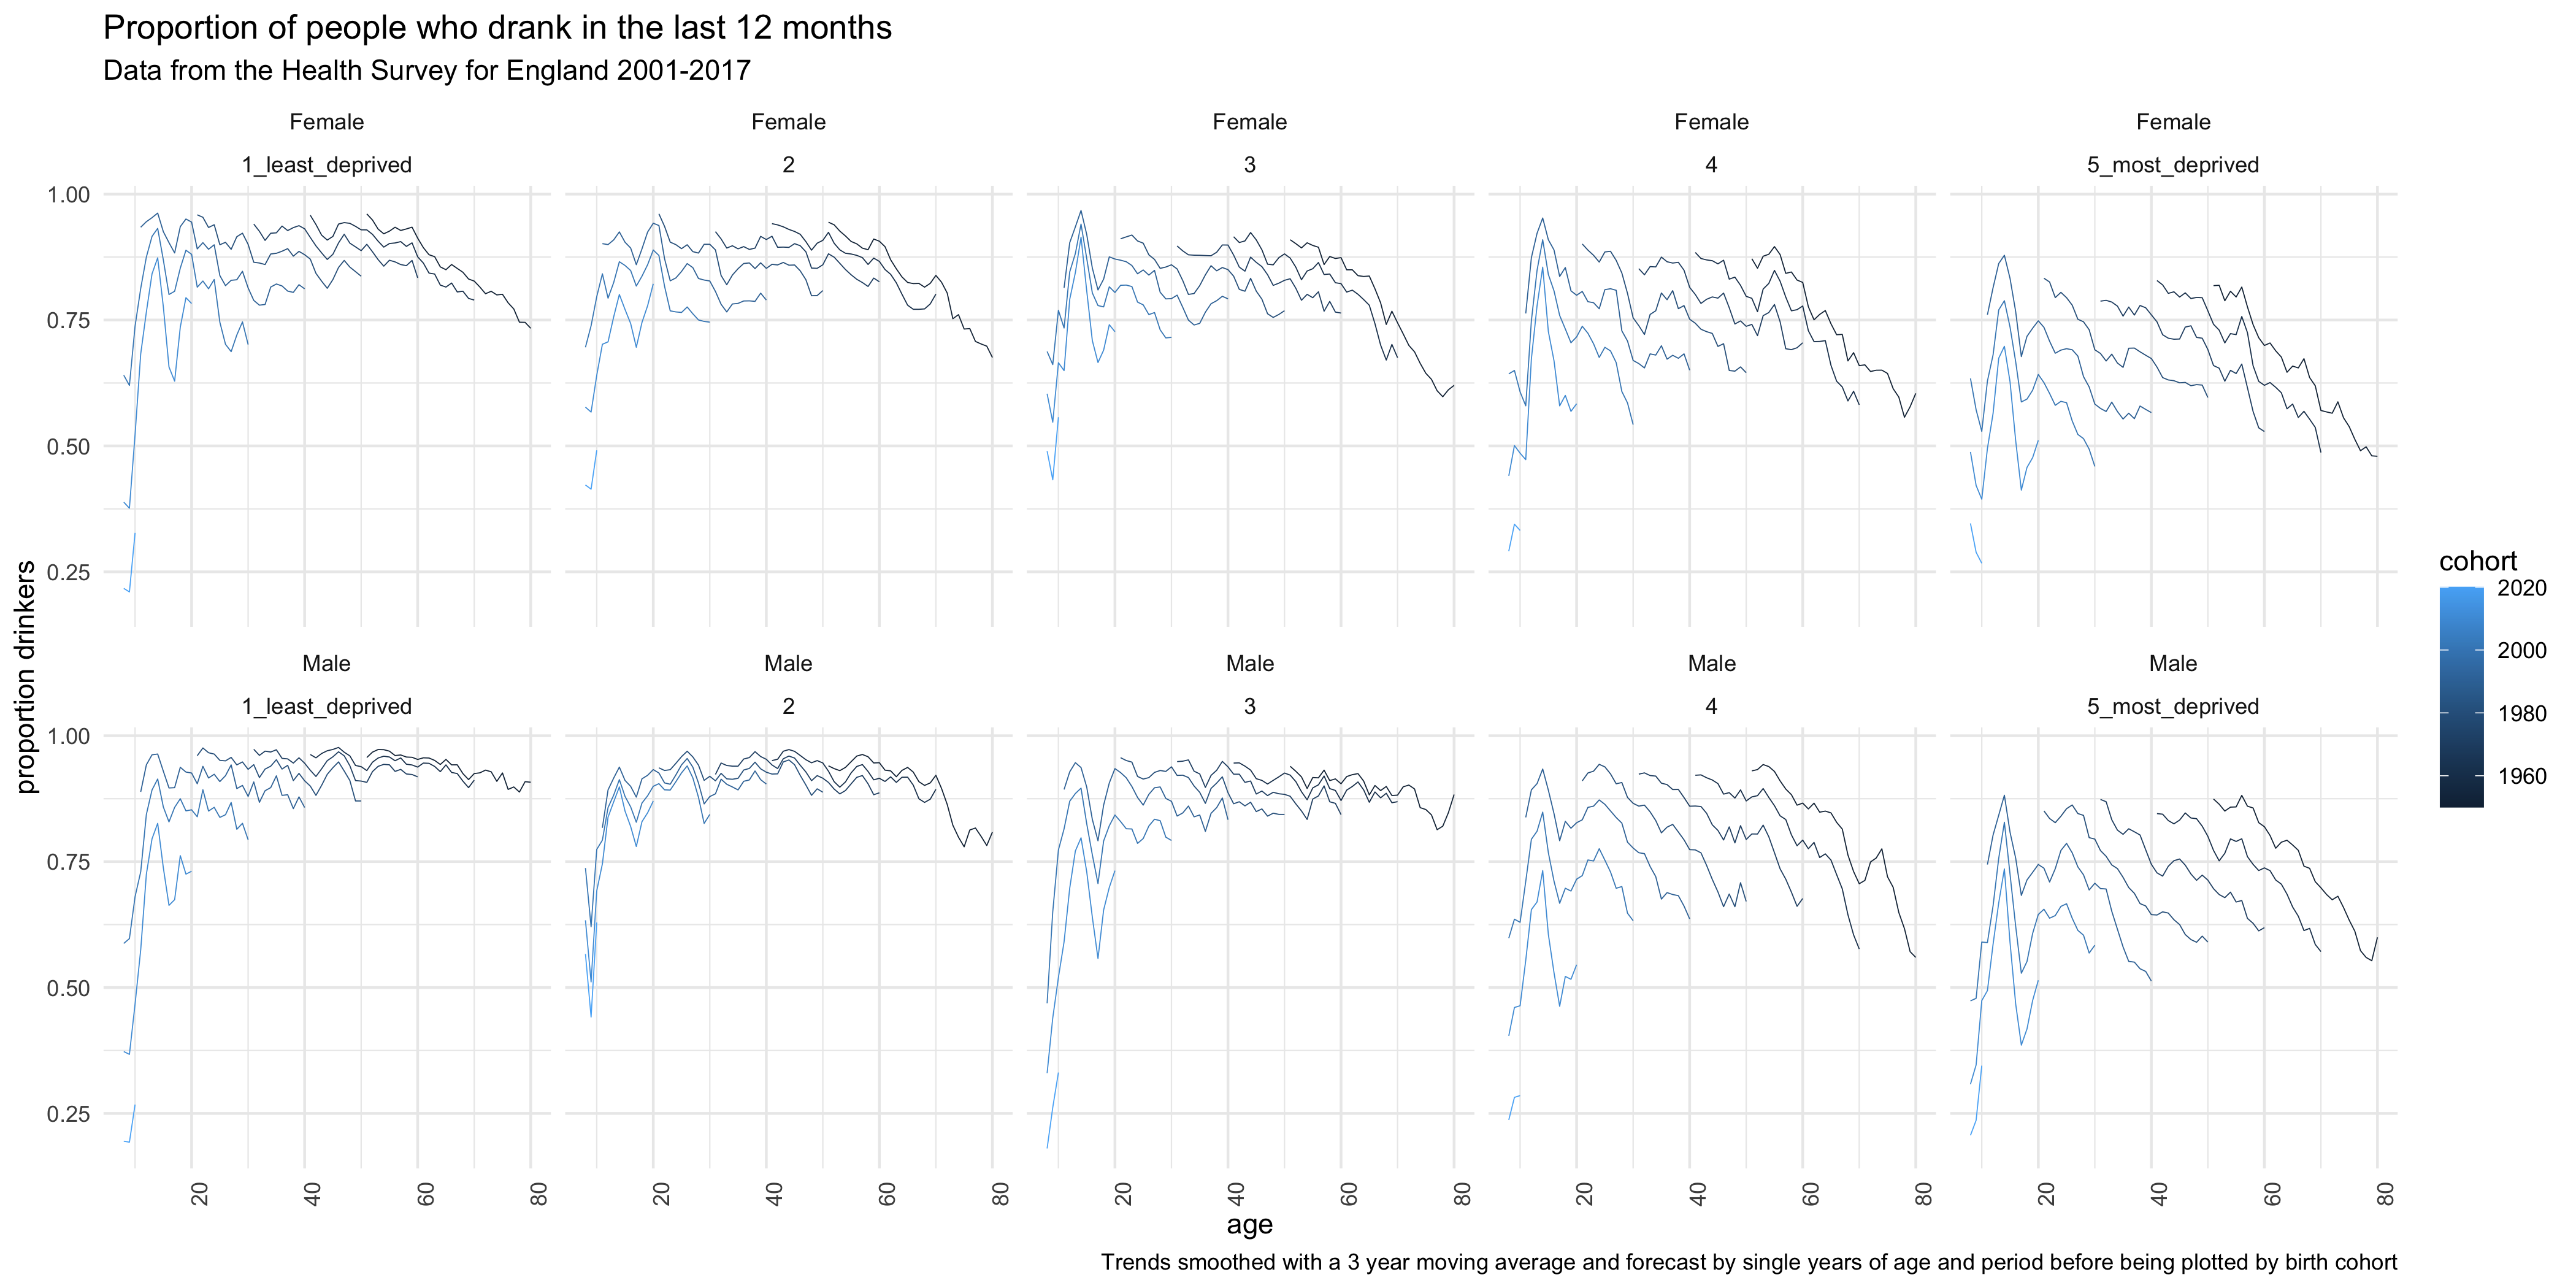 Proportion of people who drank in the last 12 months
Data from the Health Survey for England 2001-2017
Female Female Female Female Female
1_least_deprived 2 3 4 5_most_deprived
1.00
0.75
0.50
0.25
Male Male Male Male Male
1_least_deprived 2 3 4 5_most_deprived
1.00
0.75
0.50
0.25
20 40 60 80 20 40 60 80 20 40 60 80 20 40 60 80 20 40 60 80
proportion drinkers
age
cohort
2020
2000
1980
1960
Trends smoothed with a 3 year moving average and forecast by single years of age and period before being plotted by birth cohort